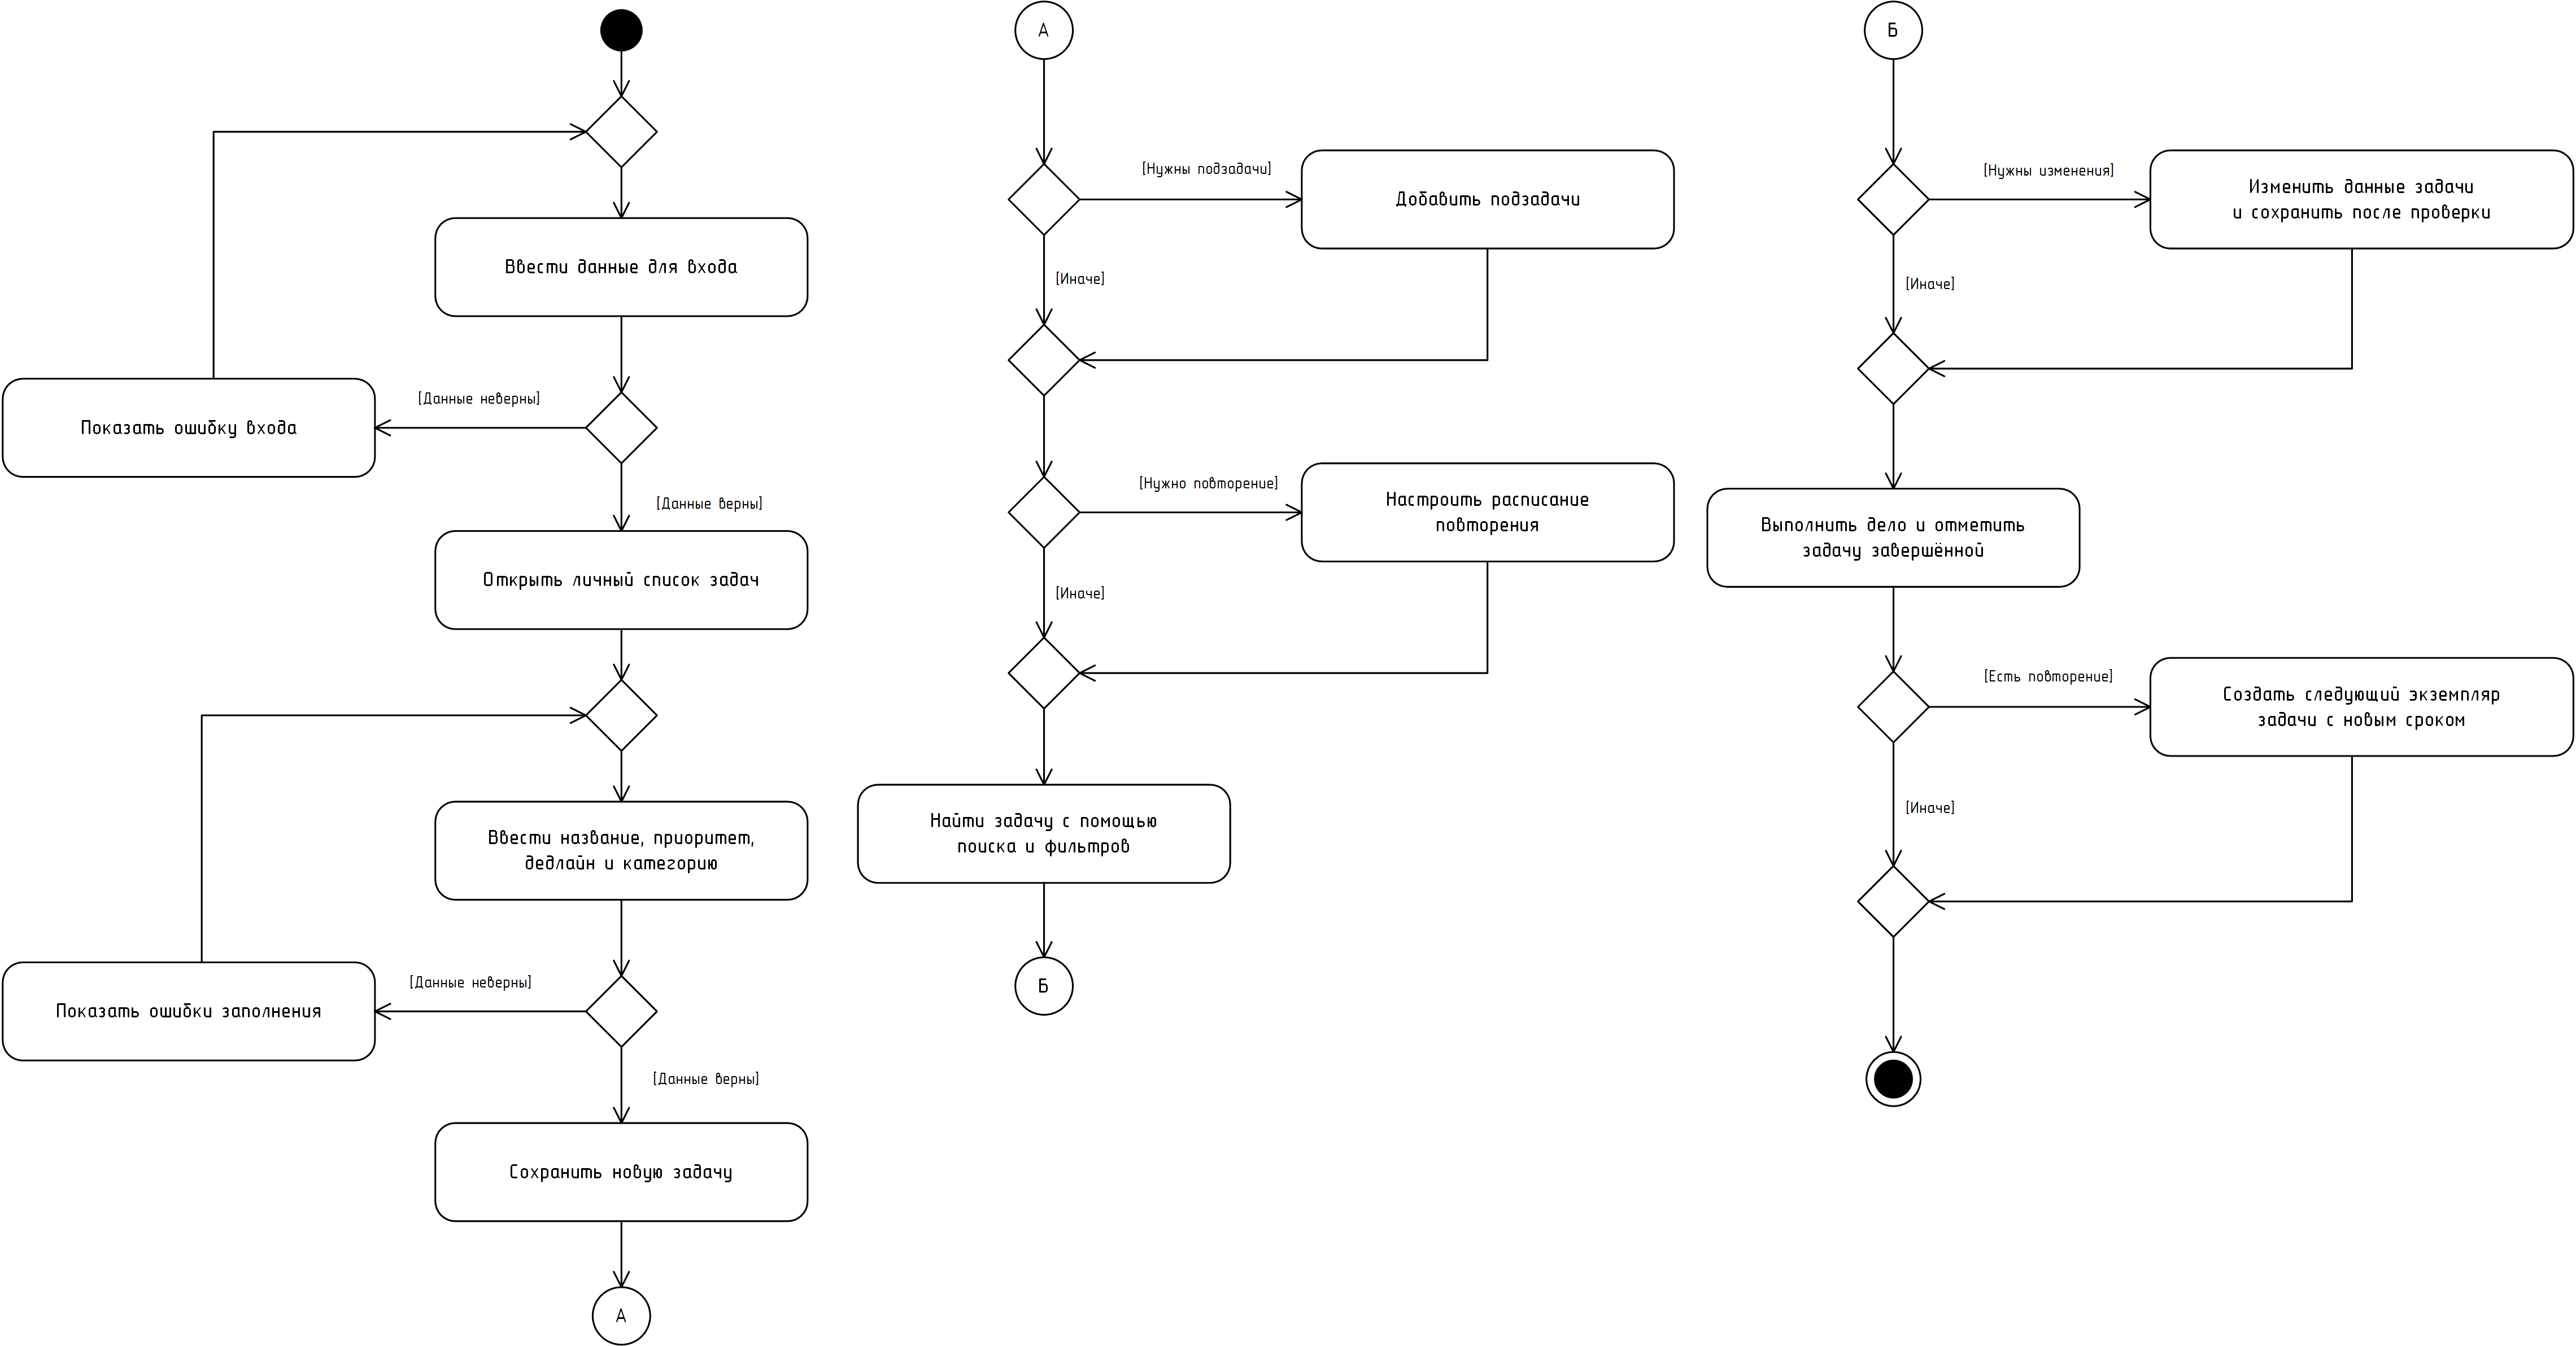 Ввести данные для входа
[Данные неверны]
Показать ошибку входа
[Данные верны]
Открыть личный список задач
Ввести название, приоритет,
дедлайн и категорию
[Данные неверны]
Показать ошибки заполнения
[Данные верны]
Сохранить новую задачу
А
А
[Нужны подзадачи]
Добавить подзадачи
[Иначе]
[Нужно повторение]
Настроить расписание
повторения
[Иначе]
Найти задачу с помощью
поиска и фильтров
Б
Б
[Нужны изменения]
Изменить данные задачи
и сохранить после проверки
[Иначе]
Выполнить дело и отметить
задачу завершённой
[Есть повторение]
Создать следующий экземпляр
задачи с новым сроком
[Иначе]